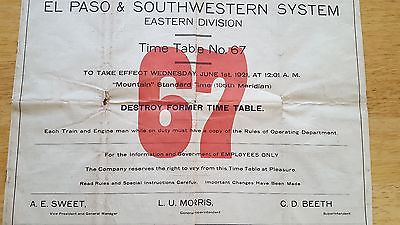 EL PASO & SOUTHWESTERN SYSTEM
EASTERN DIVISION
Time Table No. 67
TO TAKE EFFECT WEDNESDAY, JUNE 1st, 1921, AT 12:01 A. M.
"Mountain" Standard Time (105th Meridian)
67
DESTROY FORMER TIME TABLE.
Each Train and Engine man while on duty must have a copy of the Rules of Operating Department.
For the Information and Government of EMPLOYEES ONLY
The Company reserves the right to vary from this Time Table at Pleasure.
Read Rules and Special Instructions Careful. Important Changes Have Been Made
A. E. SWEET, L. U. MORRIS, C. D. BEETH
Vice President and General Manager General Superintendent Superintendent.